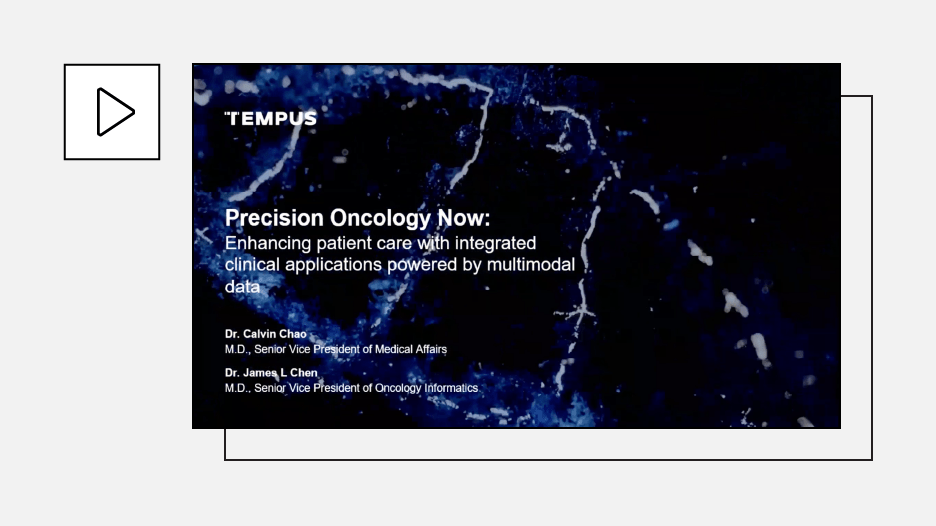 TEMPUS
Precision Oncology Now:
Enhancing patient care with integrated
clinical applications powered by multimodal
data
Dr. Calvin Chao
M.D., Senior Vice President of Medical Affairs
Dr. James L Chen
M.D., Senior Vice President of Oncology Informatics